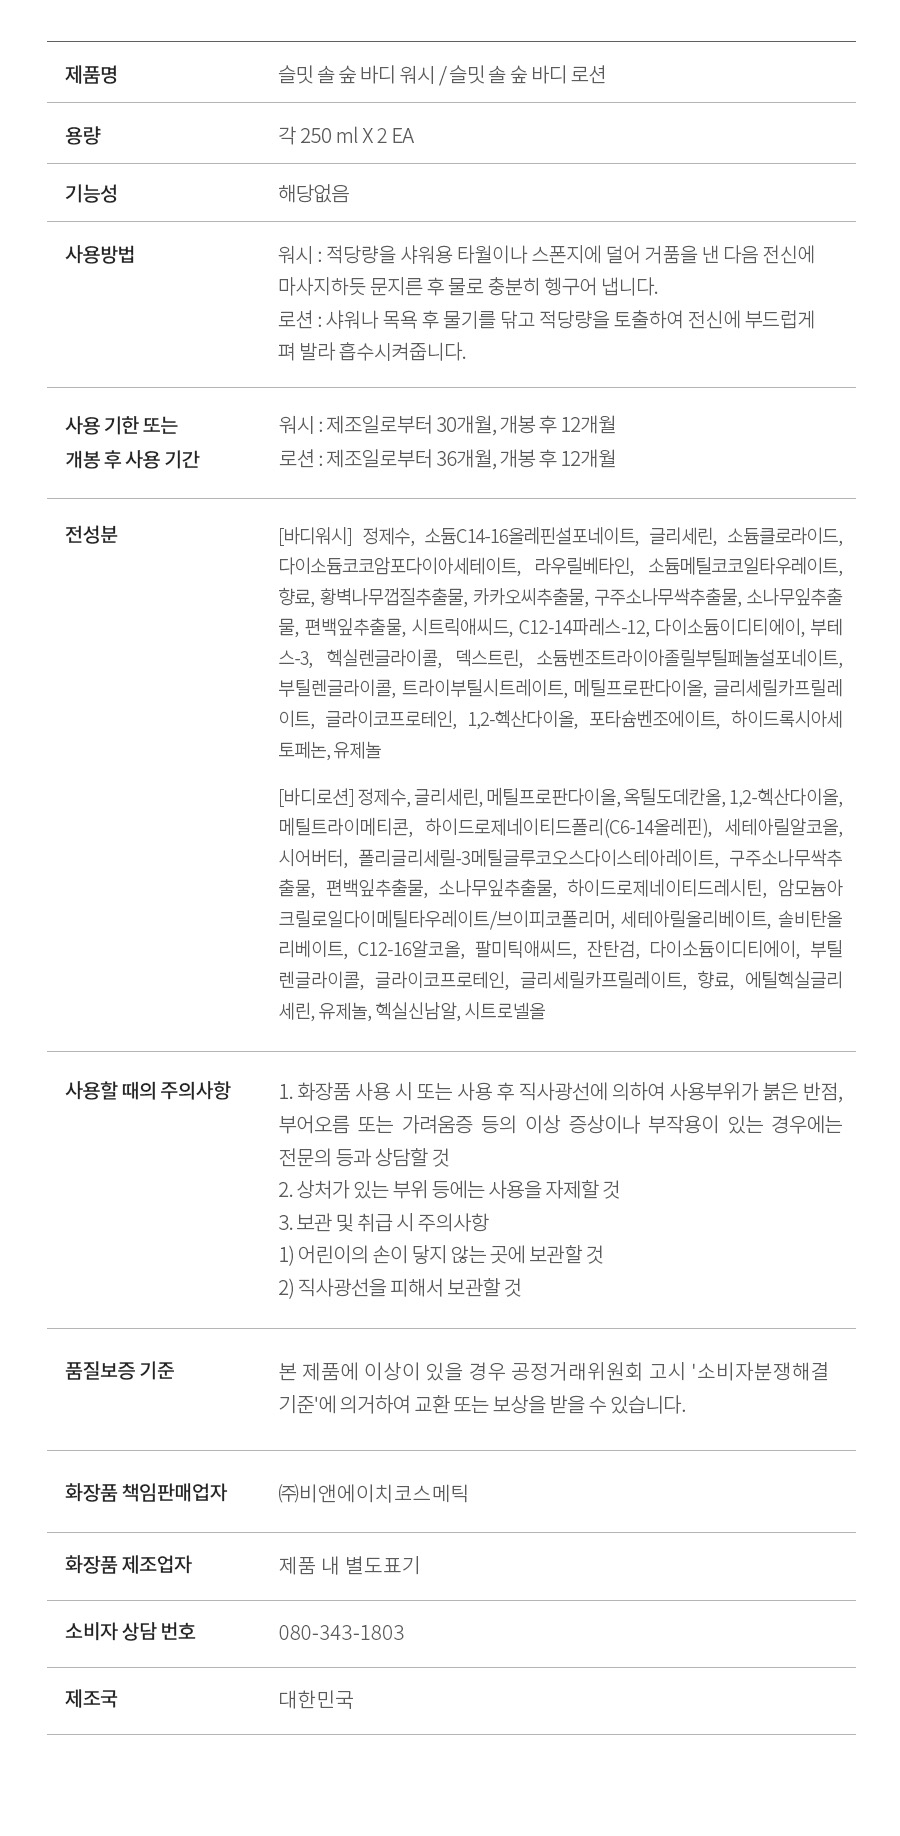 제품명 슬밋 솔 숲 바디 워시 / 슬밋 솔 숲 바디 로션
용량 각 250 ml X 2 EA
기능성 해당없음
사용방법 워시 : 적당량을 샤워용 타월이나 스폰지에 덜어 거품을 낸 다음 전신에
마사지하듯 문지른 후 물로 충분히 헹구어 냅니다.
로션 : 샤워나 목욕 후 물기를 닦고 적당량을 토출하여 전신에 부드럽게
펴 발라 흡수시켜줍니다.
사용 기한 또는 워시 : 제조일로부터 30개월, 개봉 후 12개월
개봉 후 사용 기간 로션 : 제조일로부터 36개월, 개봉 후 12개월
전성분 [바디워시] 정제수, 소듐C14-16올레핀설포네이트, 글리세린, 소듐클로라이드,
다이소듐코코암포다이아세테이트, 라우릴베타인, 소듐메틸코코일타우레이트,
향료, 황벽나무껍질추출물, 카카오씨추출물, 구주소나무싹추출물, 소나무잎추출
물, 편백잎추출물, 시트릭애씨드, C12-14파레스-12, 다이소듐이디티에이, 부테
스-3, 헥실렌글라이콜, 덱스트린, 소듐벤조트라이아졸릴부틸페놀설포네이트,
부틸렌글라이콜, 트라이부틸시트레이트, 메틸프로판다이올, 글리세릴카프릴레
이트, 글라이코프로테인, 1,2-헥산다이올, 포타슘벤조에이트, 하이드록시아세
토페논, 유제놀
[바디로션] 정제수, 글리세린, 메틸프로판다이올, 옥틸도데칸올, 1,2-헥산다이올,
메틸트라이메티콘, 하이드로제네이티드폴리(C6-14올레핀), 세테아릴알코올,
시어버터, 폴리글리세릴-3메틸글루코오스다이스테아레이트, 구주소나무싹추
출물, 편백잎추출물, 소나무잎추출물, 하이드로제네이티드레시틴, 암모늄아
크릴로일다이메틸타우레이트/브이피코폴리머, 세테아릴올리베이트, 솔비탄올
리베이트, C12-16알코올, 팔미틱애씨드, 잔탄검, 다이소듐이디티에이, 부틸
렌글라이콜, 글라이코프로테인, 글리세릴카프릴레이트, 향료, 에틸헥실글리
세린, 유제놀, 헥실신남알, 시트로넬올
사용할 때의 주의사항 1. 화장품 사용 시 또는 사용 후 직사광선에 의하여 사용부위가 붉은 반점,
부어오름 또는 가려움증 등의 이상 증상이나 부작용이 있는 경우에는
전문의 등과 상담할 것
2. 상처가 있는 부위 등에는 사용을 자제할 것
3. 보관 및 취급 시 주의사항
1) 어린이의 손이 닿지 않는 곳에 보관할 것
2) 직사광선을 피해서 보관할 것
품질보증 기준 본 제품에 이상이 있을 경우 공정거래위원회 고시 '소비자분쟁해결
기준'에 의거하여 교환 또는 보상을 받을 수 있습니다.
화장품 책임판매업자 ㈜비앤에이치코스메틱
화장품 제조업자 제품 내 별도표기
소비자 상담 번호 080-343-1803
제조국 대한민국